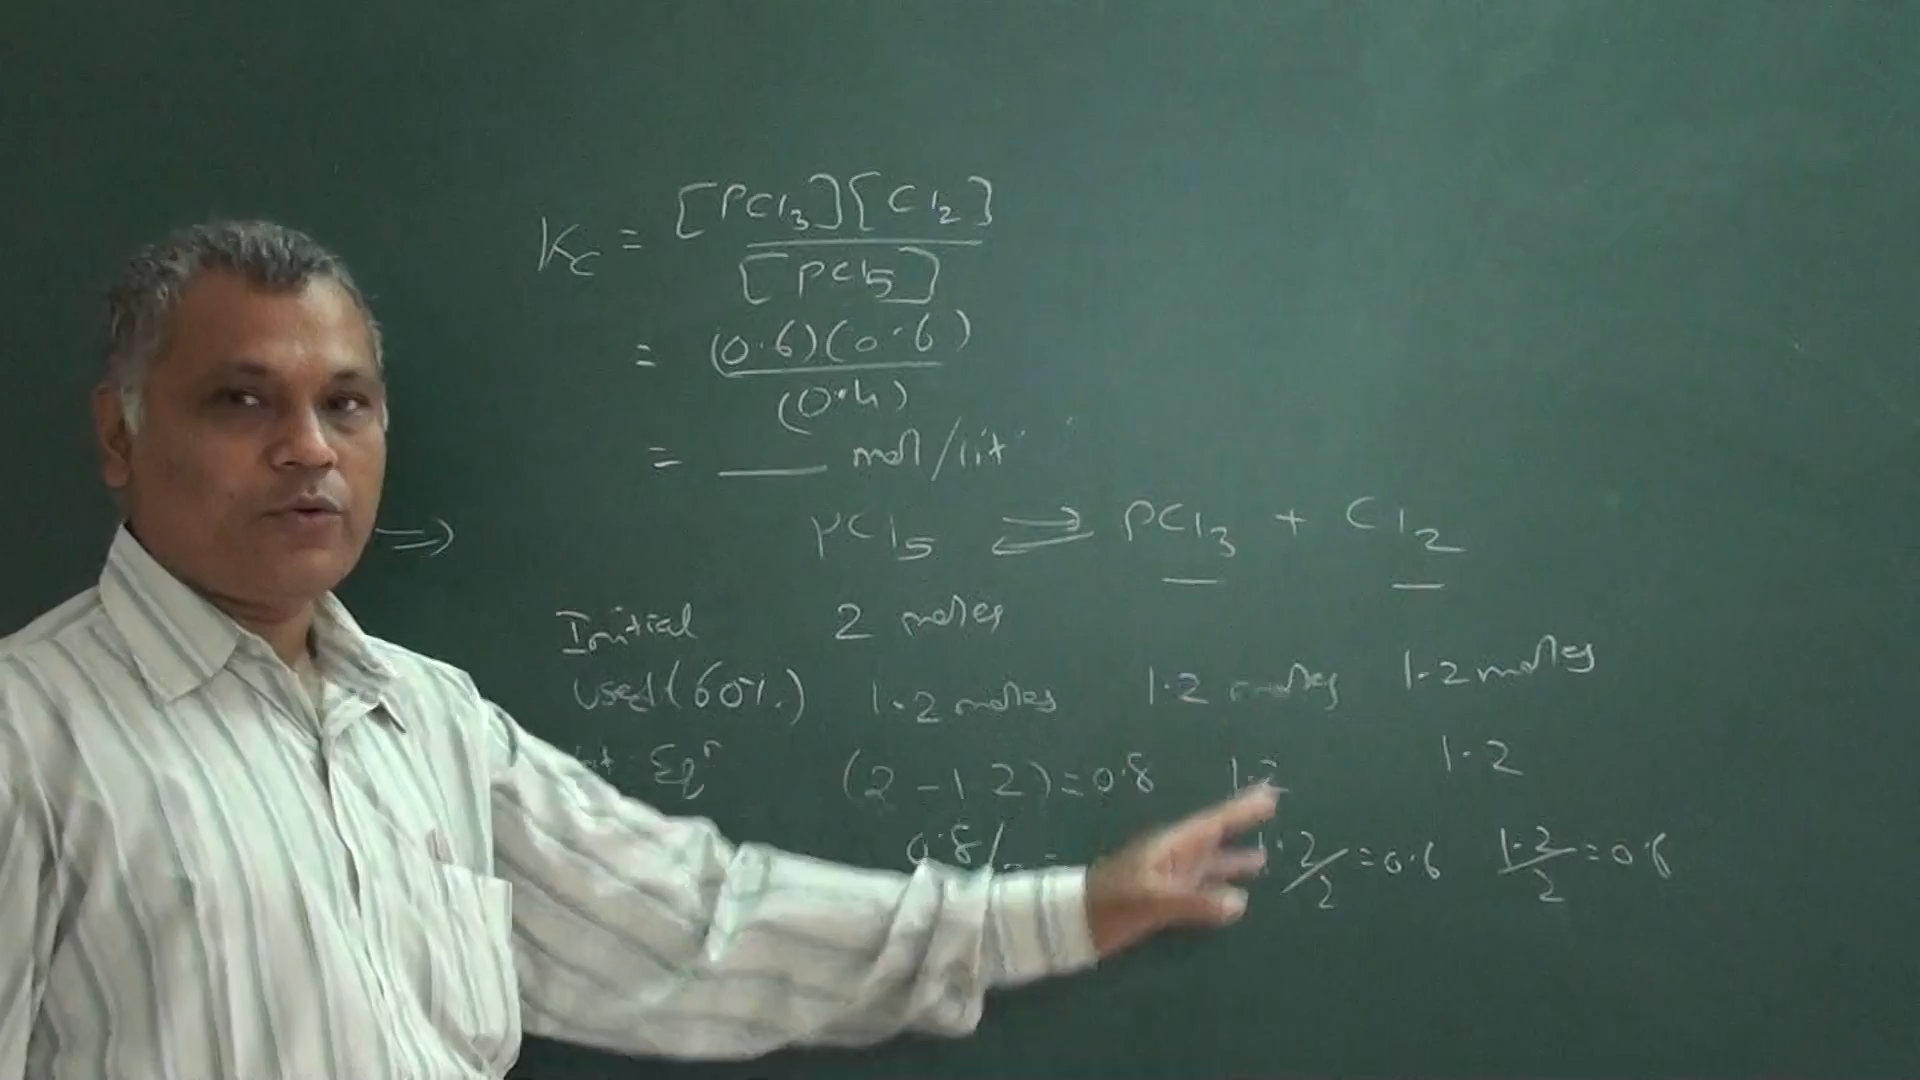 Kc = [PCl3][Cl2]
[PCl5]
= (0.6)(0.6)
(0.4)
= ____ mol/lit
⇒ PCl5 ⇌ PCl3 + Cl2
Initial 2 moles
used (60%.) 1.2 moles 1.2 moles 1.2 moles
Eqⁿ (2-1.2)=0.8 1.2 1.2
0.8/ = 1.2/2 =0.6 1.2/2 =0.6